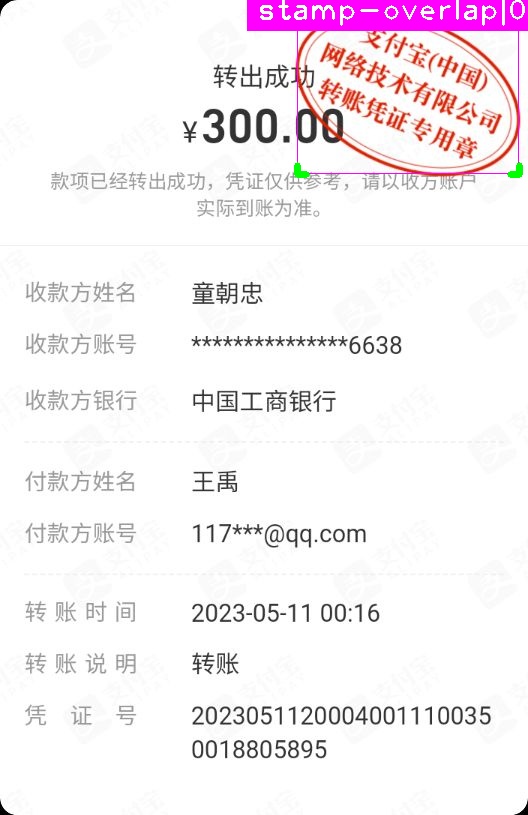 stamp-overlap|0
支付宝(中国)
网络技术有限公司
转账凭证专用章
转出成功
¥300.00
款项已经转出成功，凭证仅供参考，请以收方账户
实际到账为准。
收款方姓名 童朝忠
收款方账号 ***************6638
收款方银行 中国工商银行
付款方姓名 王禹
付款方账号 117***@qq.com
转账时间 2023-05-11 00:16
转账说明 转账
凭证号 2023051120004001110035
0018805895